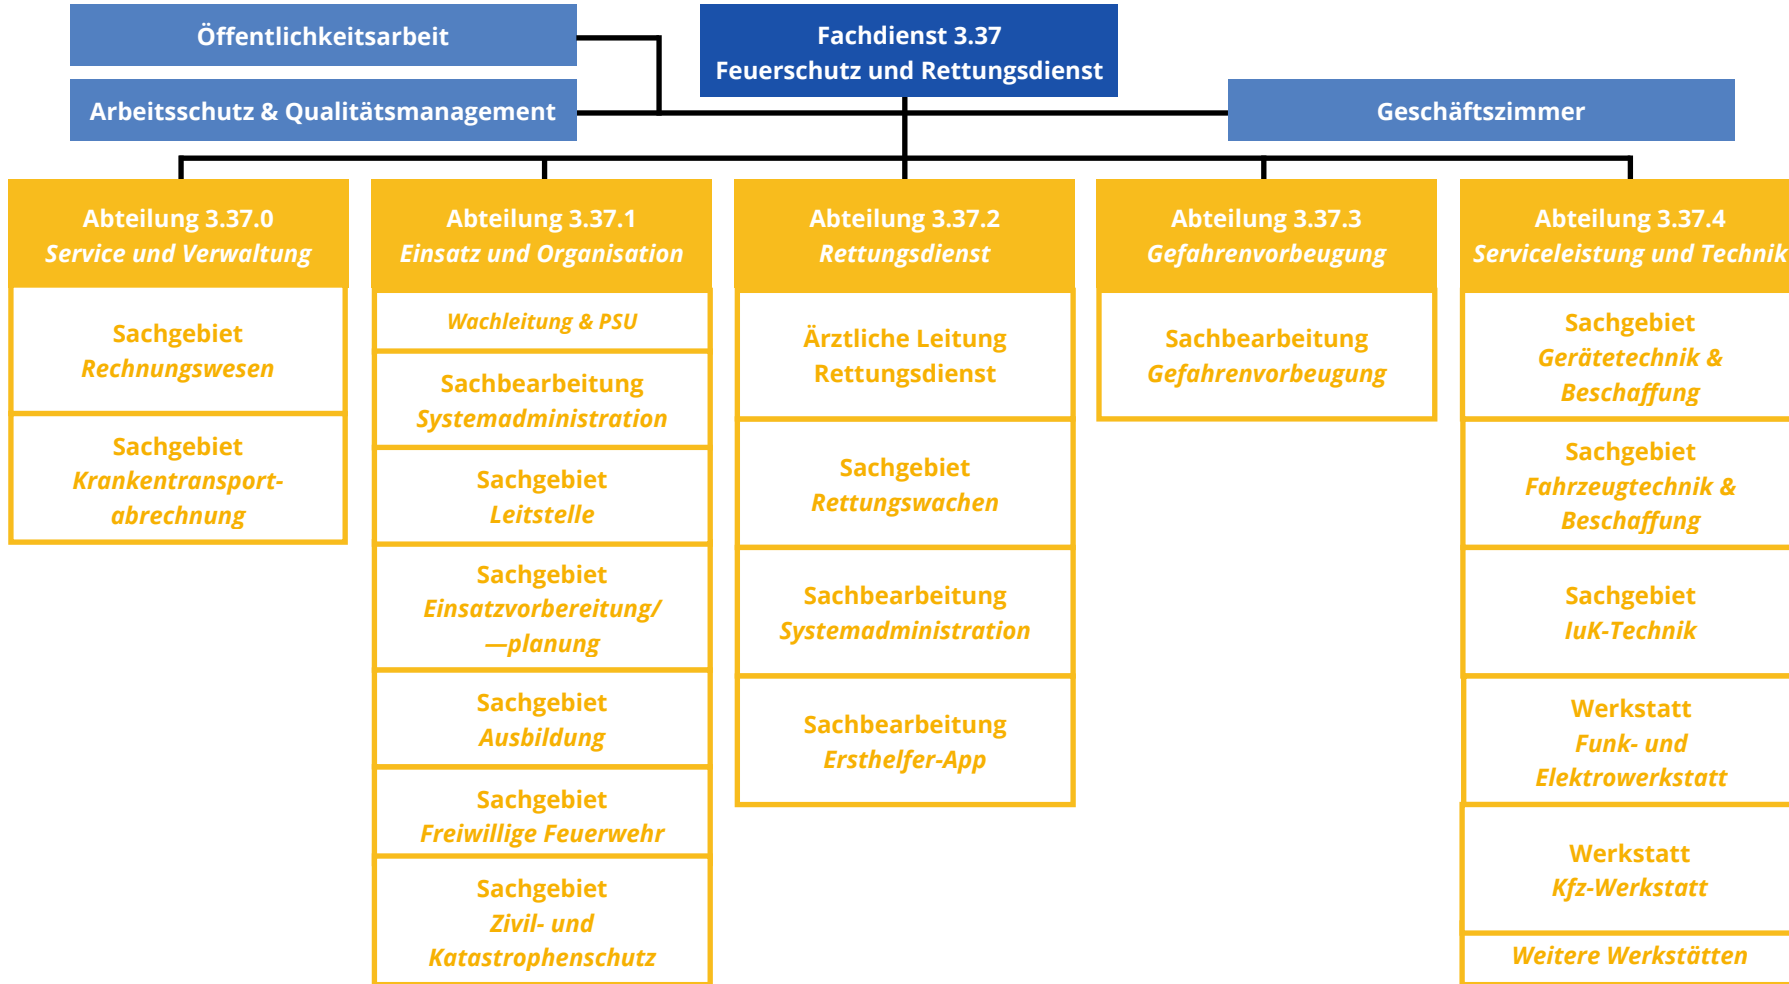 Öffentlichkeitsarbeit
Fachdienst 3.37
Feuerschutz und Rettungsdienst
Arbeitsschutz & Qualitätsmanagement
Geschäftszimmer
Abteilung 3.37.0
Service und Verwaltung
Sachgebiet
Rechnungswesen
Sachgebiet
Krankentransport-
abrechnung
Abteilung 3.37.1
Einsatz und Organisation
Wachleitung & PSU
Sachbearbeitung
Systemadministration
Sachgebiet
Leitstelle
Sachgebiet
Einsatzvorbereitung/
—planung
Sachgebiet
Ausbildung
Sachgebiet
Freiwillige Feuerwehr
Sachgebiet
Zivil- und
Katastrophenschutz
Abteilung 3.37.2
Rettungsdienst
Ärztliche Leitung
Rettungsdienst
Sachgebiet
Rettungswachen
Sachbearbeitung
Systemadministration
Sachbearbeitung
Ersthelfer-App
Abteilung 3.37.3
Gefahrenvorbeugung
Sachbearbeitung
Gefahrenvorbeugung
Abteilung 3.37.4
Serviceleistung und Technik
Sachgebiet
Gerätetechnik &
Beschaffung
Sachgebiet
Fahrzeugtechnik &
Beschaffung
Sachgebiet
IuK-Technik
Werkstatt
Funk- und
Elektrowerkstatt
Werkstatt
Kfz-Werkstatt
Weitere Werkstätten